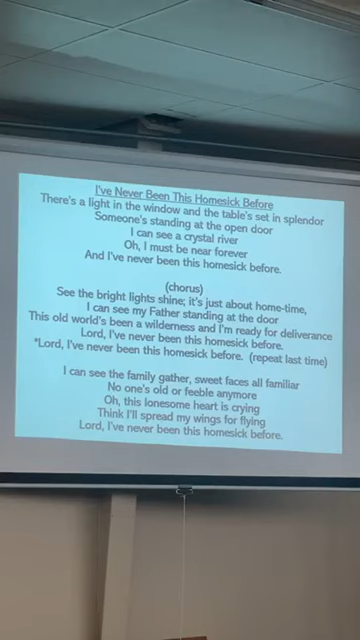 I've Never Been This Homesick Before
There's a light in the window and the table's set in splendor
Someone's standing at the open door
I can see a crystal river
Oh, I must be near forever
And I've never been this homesick before.
(chorus)
See the bright lights shine; it's just about home-time,
I can see my Father standing at the door
This old world's been a wilderness and I'm ready for deliverance
Lord, I've never been this homesick before.
*Lord, I've never been this homesick before. (repeat last time)
I can see the family gather, sweet faces all familiar
No one's old or feeble anymore
Oh, this lonesome heart is crying
Think I'll spread my wings for flying
Lord, I've never been this homesick before.